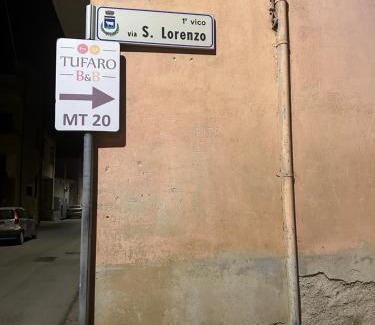 1° vico
via S. Lorenzo
TUFARO
B&B
MT 20